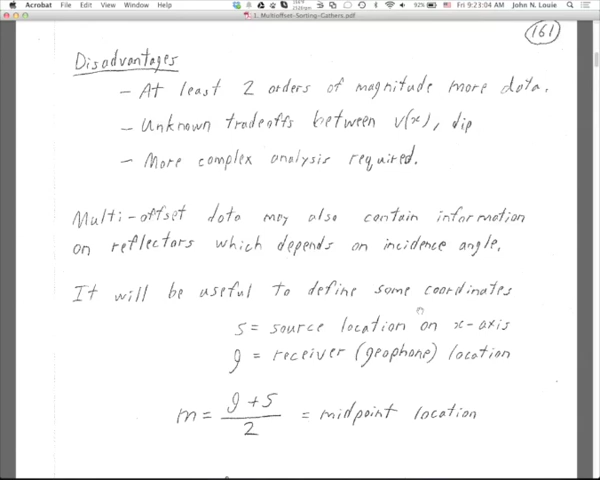 Acrobat File Edit View Window Help 92% Fri 9:23:04 AM John N. Louie
1. Multioffset-Sorting-Gathers.pdf
161
Disadvantages
- At least 2 orders of magnitude more data.
- Unknown tradeoffs between v(x), dip
- More complex analysis required.
Multi-offset data may also contain information
on reflectors which depends on incidence angle.
It will be useful to define some coordinates
s = source location on x-axis
g = receiver (geophone) location
m = g + s / 2 = midpoint location